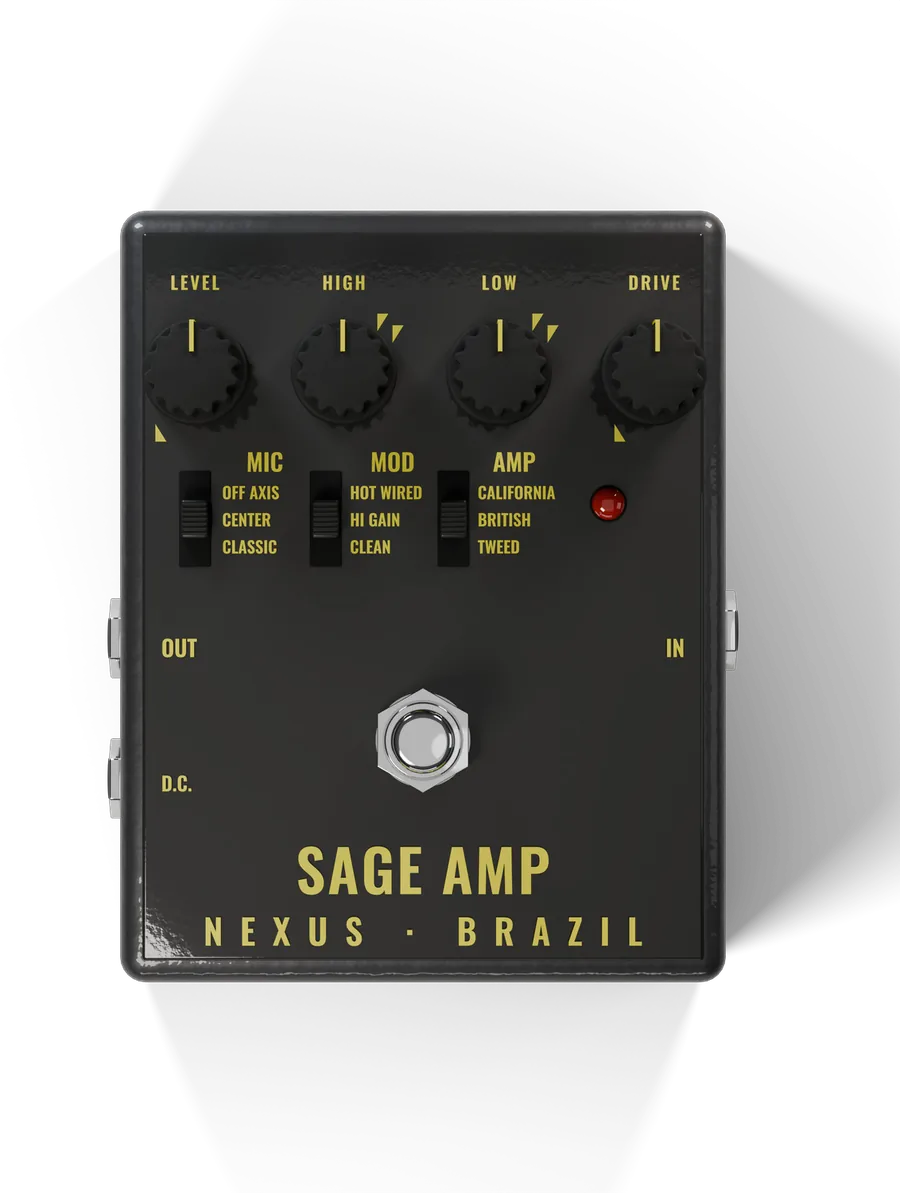 LEVEL HIGH LOW DRIVE
MIC MOD AMP
OFF AXIS HOT WIRED CALIFORNIA
CENTER HI GAIN BRITISH
CLASSIC CLEAN TWEED
OUT IN
D.C.
SAGE AMP
NEXUS · BRAZIL